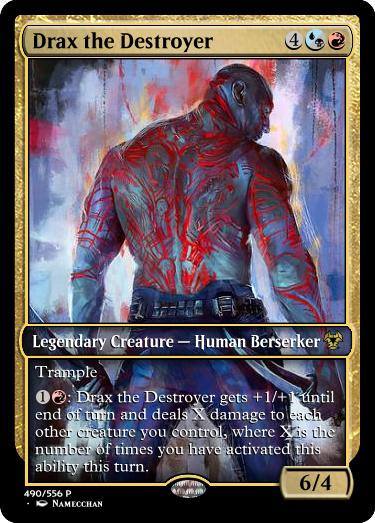 Drax the Destroyer 4
Legendary Creature — Human Berserker
Trample
1 : Drax the Destroyer gets +1/+1 until
end of turn and deals X damage to each
other creature you control, where X is the
number of times you have activated this
ability this turn.
6/4
490/556 P
· Namecchan